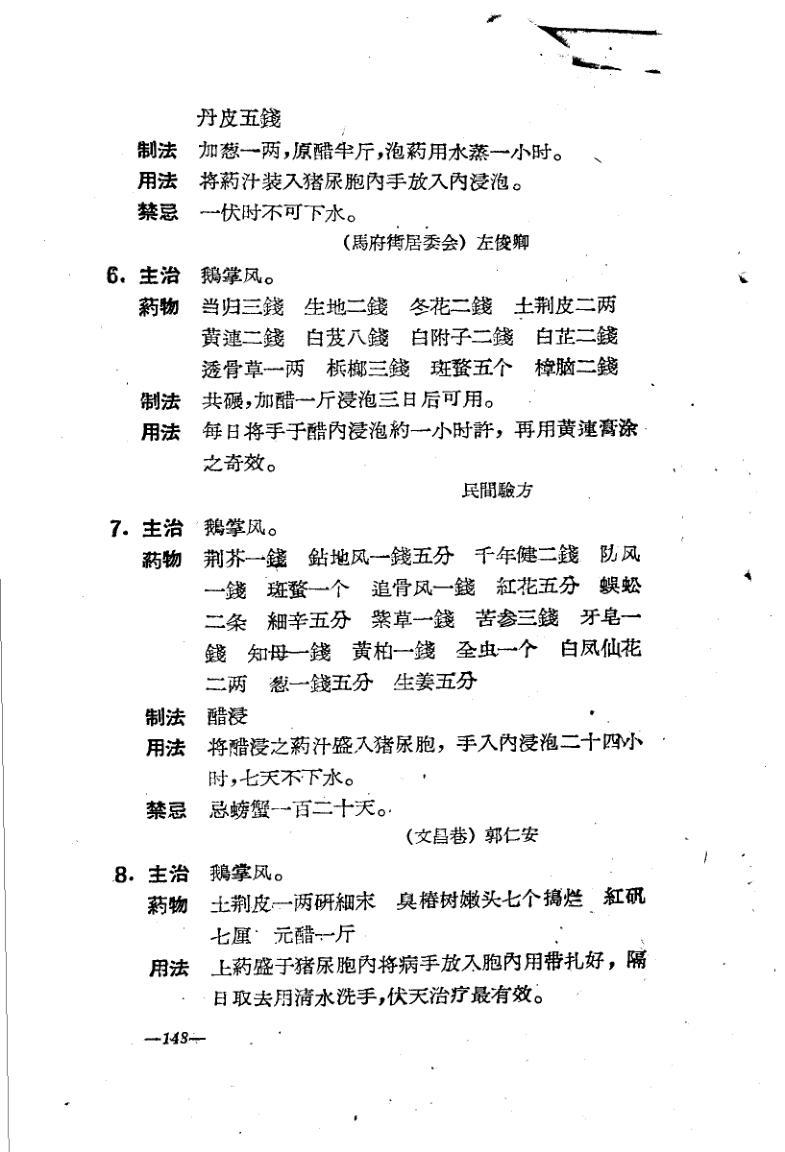 丹皮五錢
制法 加葱一两，原醋半斤，泡葯用水蒸一小时。
用法 将葯汁装入猪尿胞內手放入內浸泡。
禁忌 一伏时不可下水。
(馬府街居委会) 左俊卿
6. 主治 鵝掌风。
葯物 当归三錢 生地二錢 冬花二錢 土荆皮二两
黃連二錢 白芨八錢 白附子二錢 白芷二錢
透骨草一两 槟榔三錢 斑蝥五个 樟脑二錢
制法 共碾，加醋一斤浸泡三日后可用。
用法 每日将手于醋內浸泡約一小时許，再用黃連膏涂
之奇效。
民間驗方
7. 主治 鵝掌风。
葯物 荆芥一錢 鉆地风一錢五分 千年健二錢 防风
一錢 斑蝥一个 追骨风一錢 紅花五分 蜈蚣
二条 細辛五分 紫草一錢 苦参三錢 牙皂一
錢 知母一錢 黃柏一錢 全虫一个 白凤仙花
二两 葱一錢五分 生姜五分
制法 醋浸
用法 将醋浸之葯汁盛入猪尿胞，手入內浸泡二十四小
时，七天不下水。
禁忌 忌螃蟹一百二十天。
(文昌巷) 郭仁安
8. 主治 鵝掌风。
葯物 土荆皮一两研細末 臭椿树嫩头七个搗烂 紅矾
七厘 元醋一斤
用法 上葯盛于猪尿胞內将病手放入胞內用带扎好，隔
日取去用清水洗手，伏天治疗最有效。
—148—